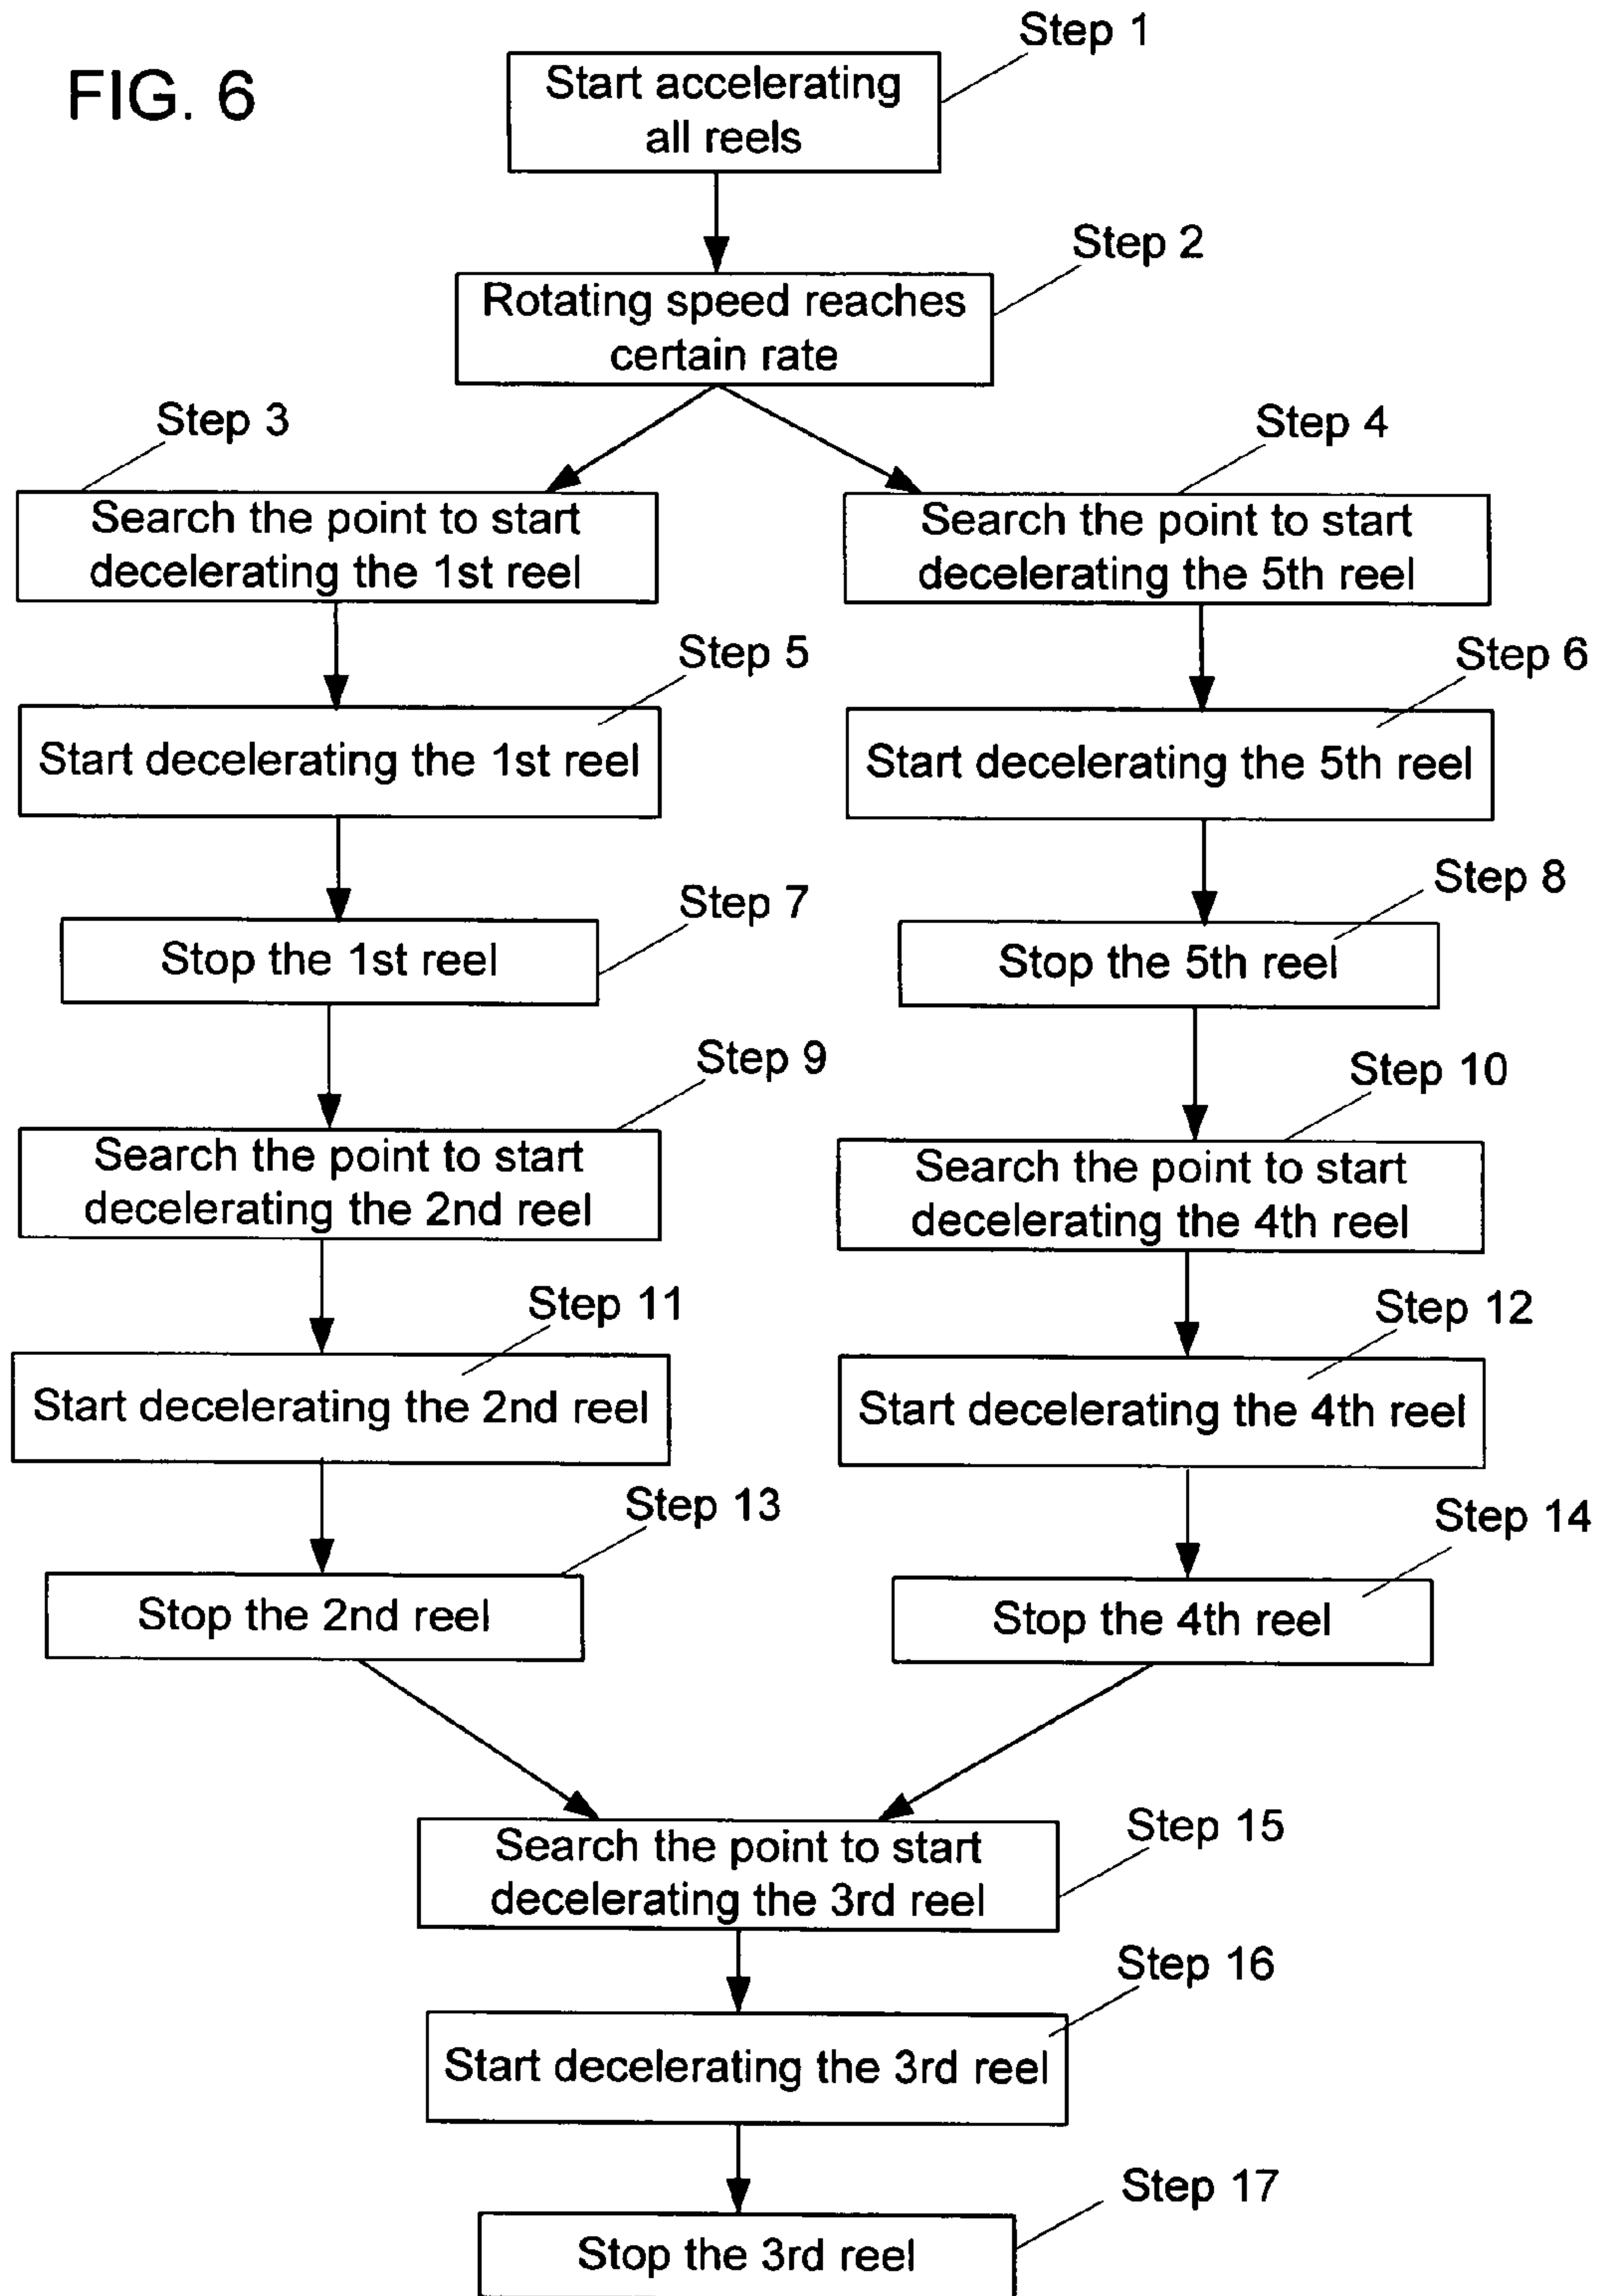 FIG. 6
Step 1
Start accelerating
all reels
Step 2
Rotating speed reaches
certain rate
Step 3
Search the point to start
decelerating the 1st reel
Step 4
Search the point to start
decelerating the 5th reel
Step 5
Start decelerating the 1st reel
Step 6
Start decelerating the 5th reel
Step 7
Stop the 1st reel
Step 8
Stop the 5th reel
Step 9
Search the point to start
decelerating the 2nd reel
Step 10
Search the point to start
decelerating the 4th reel
Step 11
Start decelerating the 2nd reel
Step 12
Start decelerating the 4th reel
Step 13
Stop the 2nd reel
Step 14
Stop the 4th reel
Step 15
Search the point to start
decelerating the 3rd reel
Step 16
Start decelerating the 3rd reel
Step 17
Stop the 3rd reel